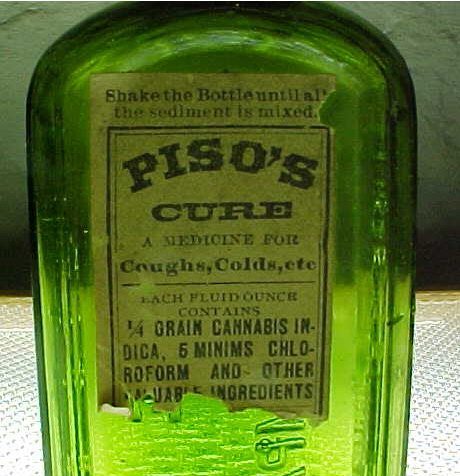 Shake the Bottle until all
the sediment is mixed.
PISO'S
CURE
A MEDICINE FOR
Coughs, Colds, etc
EACH FLUID OUNCE
CONTAINS
¼ GRAIN CANNABIS IN-
DICA, 5 MINIMS CHLO-
ROFORM AND OTHER
VALUABLE INGREDIENTS